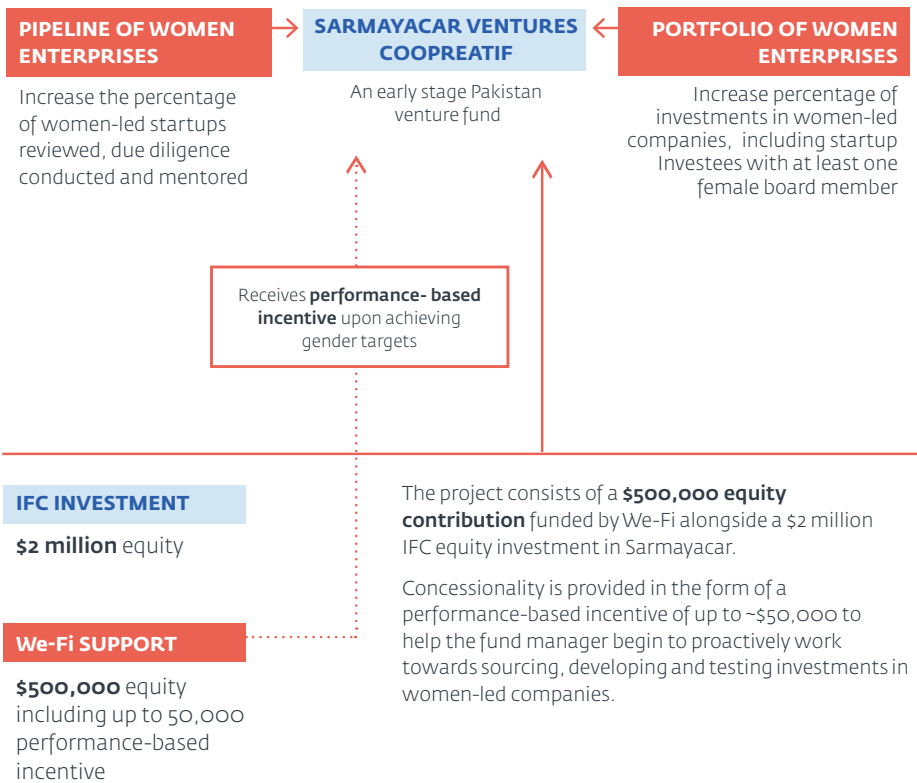 PIPELINE OF WOMEN
ENTERPRISES
Increase the percentage
of women-led startups
reviewed, due diligence
conducted and mentored
SARMAYACAR VENTURES
COOPREATIF
An early stage Pakistan
venture fund
PORTFOLIO OF WOMEN
ENTERPRISES
Increase percentage of
investments in women-led
companies, including startup
Investees with at least one
female board member
Receives performance- based
incentive upon achieving
gender targets
IFC INVESTMENT
$2 million equity
We-Fi SUPPORT
$500,000 equity
including up to 50,000
performance-based
incentive
The project consists of a $500,000 equity
contribution funded by We-Fi alongside a $2 million
IFC equity investment in Sarmayacar.
Concessionality is provided in the form of a
performance-based incentive of up to ~$50,000 to
help the fund manager begin to proactively work
towards sourcing, developing and testing investments in
women-led companies.